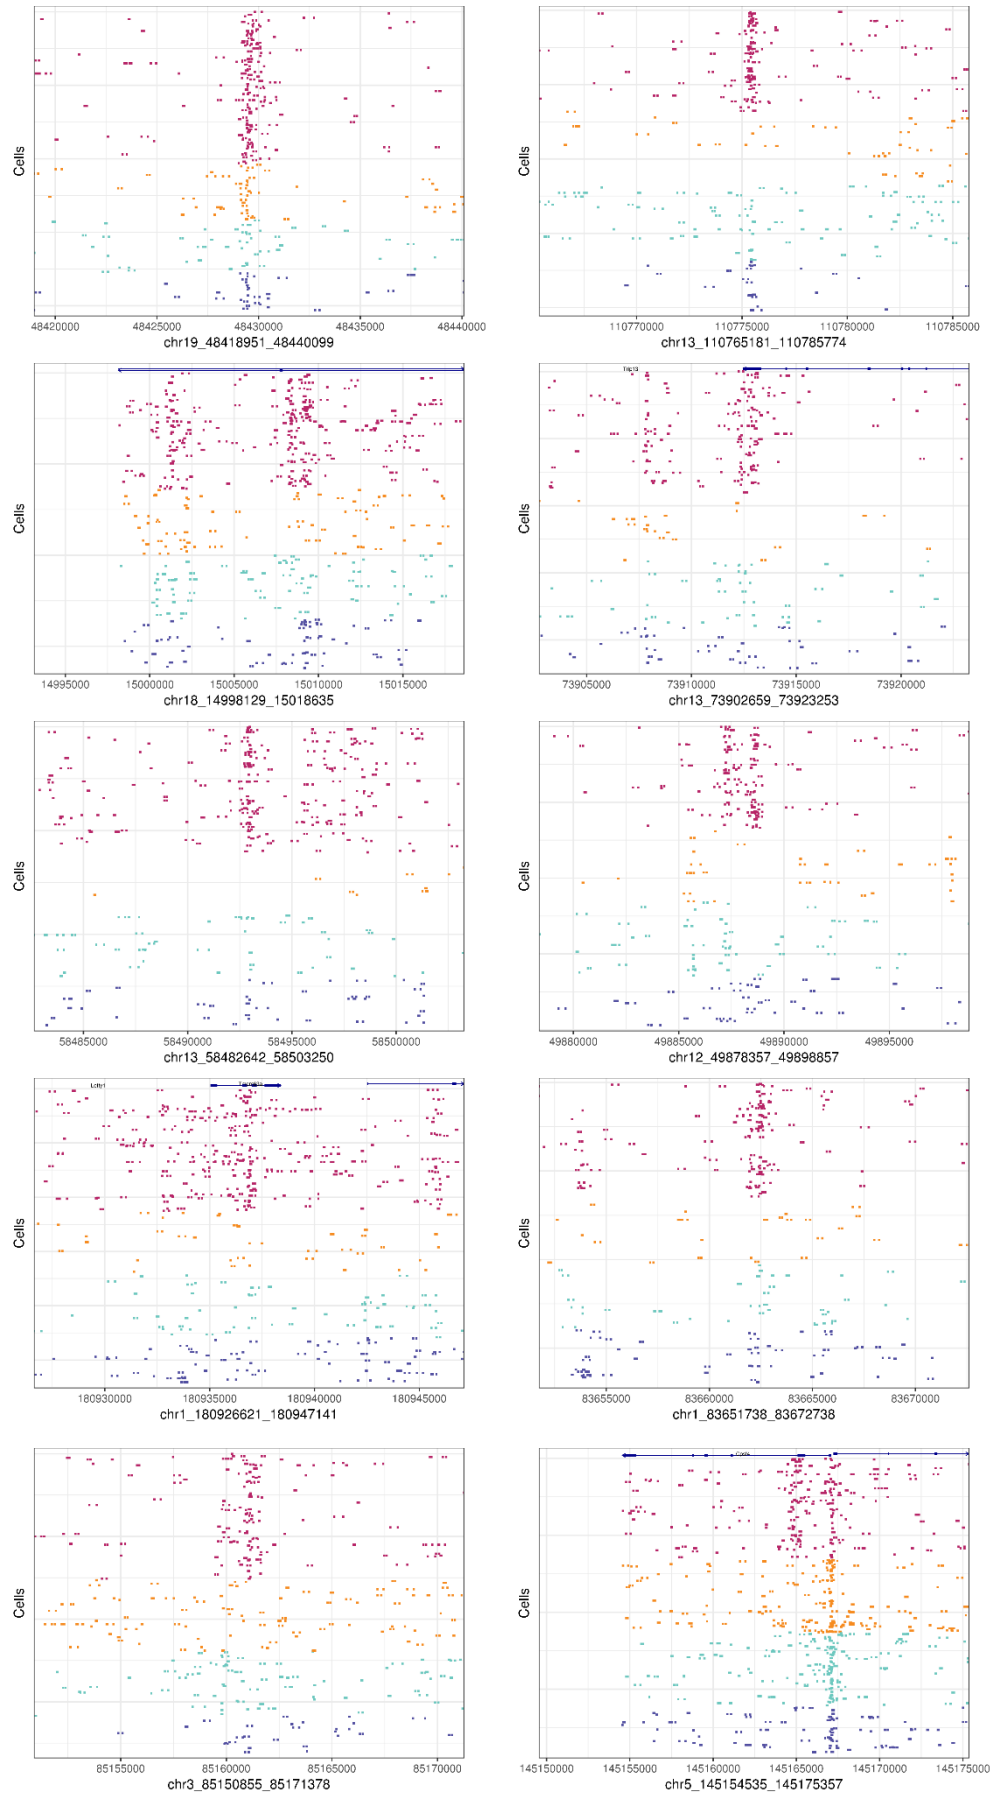 Cells
48420000 48425000 48430000 48435000 48440000
chr19_48418951_48440099
Cells
110770000 110775000 110780000 110785000
chr13_110765181_110785774
Cells
14995000 15000000 15005000 15010000 15015000
chr18_14998129_15018635
Trip13
Cells
73905000 73910000 73915000 73920000
chr13_73902659_73923253
Cells
58485000 58490000 58495000 58500000
chr13_58482642_58503250
Cells
49880000 49885000 49890000 49895000
chr12_49878357_49898857
Lefty1
Cells
180930000 180935000 180940000 180945000
chr1_180926621_180947141
Cells
83655000 83660000 83665000 83670000
chr1_83651738_83672738
Cells
85155000 85160000 85165000 85170000
chr3_85150855_85171378
Cells
145150000 145155000 145160000 145165000 145170000 145175000
chr5_145154535_145175357